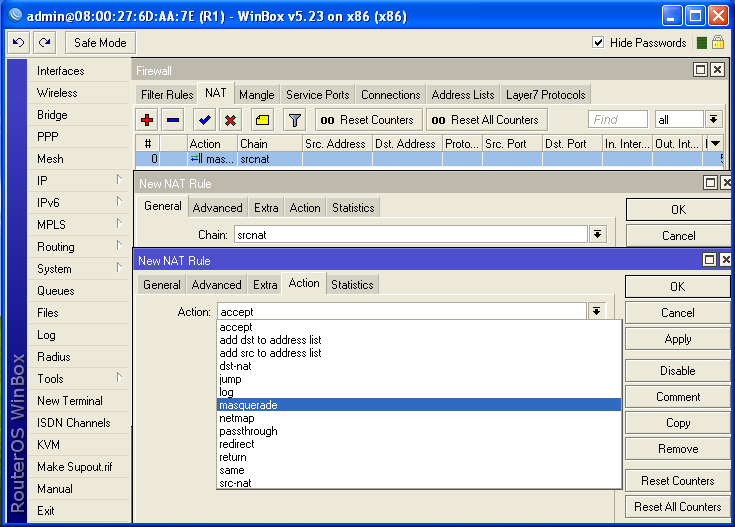 admin@08:00:27:6D:AA:7E (R1) - WinBox v5.23 on x86 (x86)
Safe Mode
Hide Passwords
RouterOS WinBox
Interfaces
Wireless
Bridge
PPP
Mesh
IP
IPv6
MPLS
Routing
System
Queues
Files
Log
Radius
Tools
New Terminal
ISDN Channels
KVM
Make Supout.rif
Manual
Exit
Firewall
Filter Rules NAT Mangle Service Ports Connections Address Lists Layer7 Protocols
00 Reset Counters 00 Reset All Counters Find all
# Action Chain Src. Address Dst. Address Proto... Src. Port Dst. Port In. Inter... Out. Int...
0 mas... srcnat 5
New NAT Rule
General Advanced Extra Action Statistics
Chain: srcnat
OK
Cancel
New NAT Rule
General Advanced Extra Action Statistics
Action: accept
accept
add dst to address list
add src to address list
dst-nat
jump
log
masquerade
netmap
passthrough
redirect
return
same
src-nat
OK
Cancel
Apply
Disable
Comment
Copy
Remove
Reset Counters
Reset All Counters